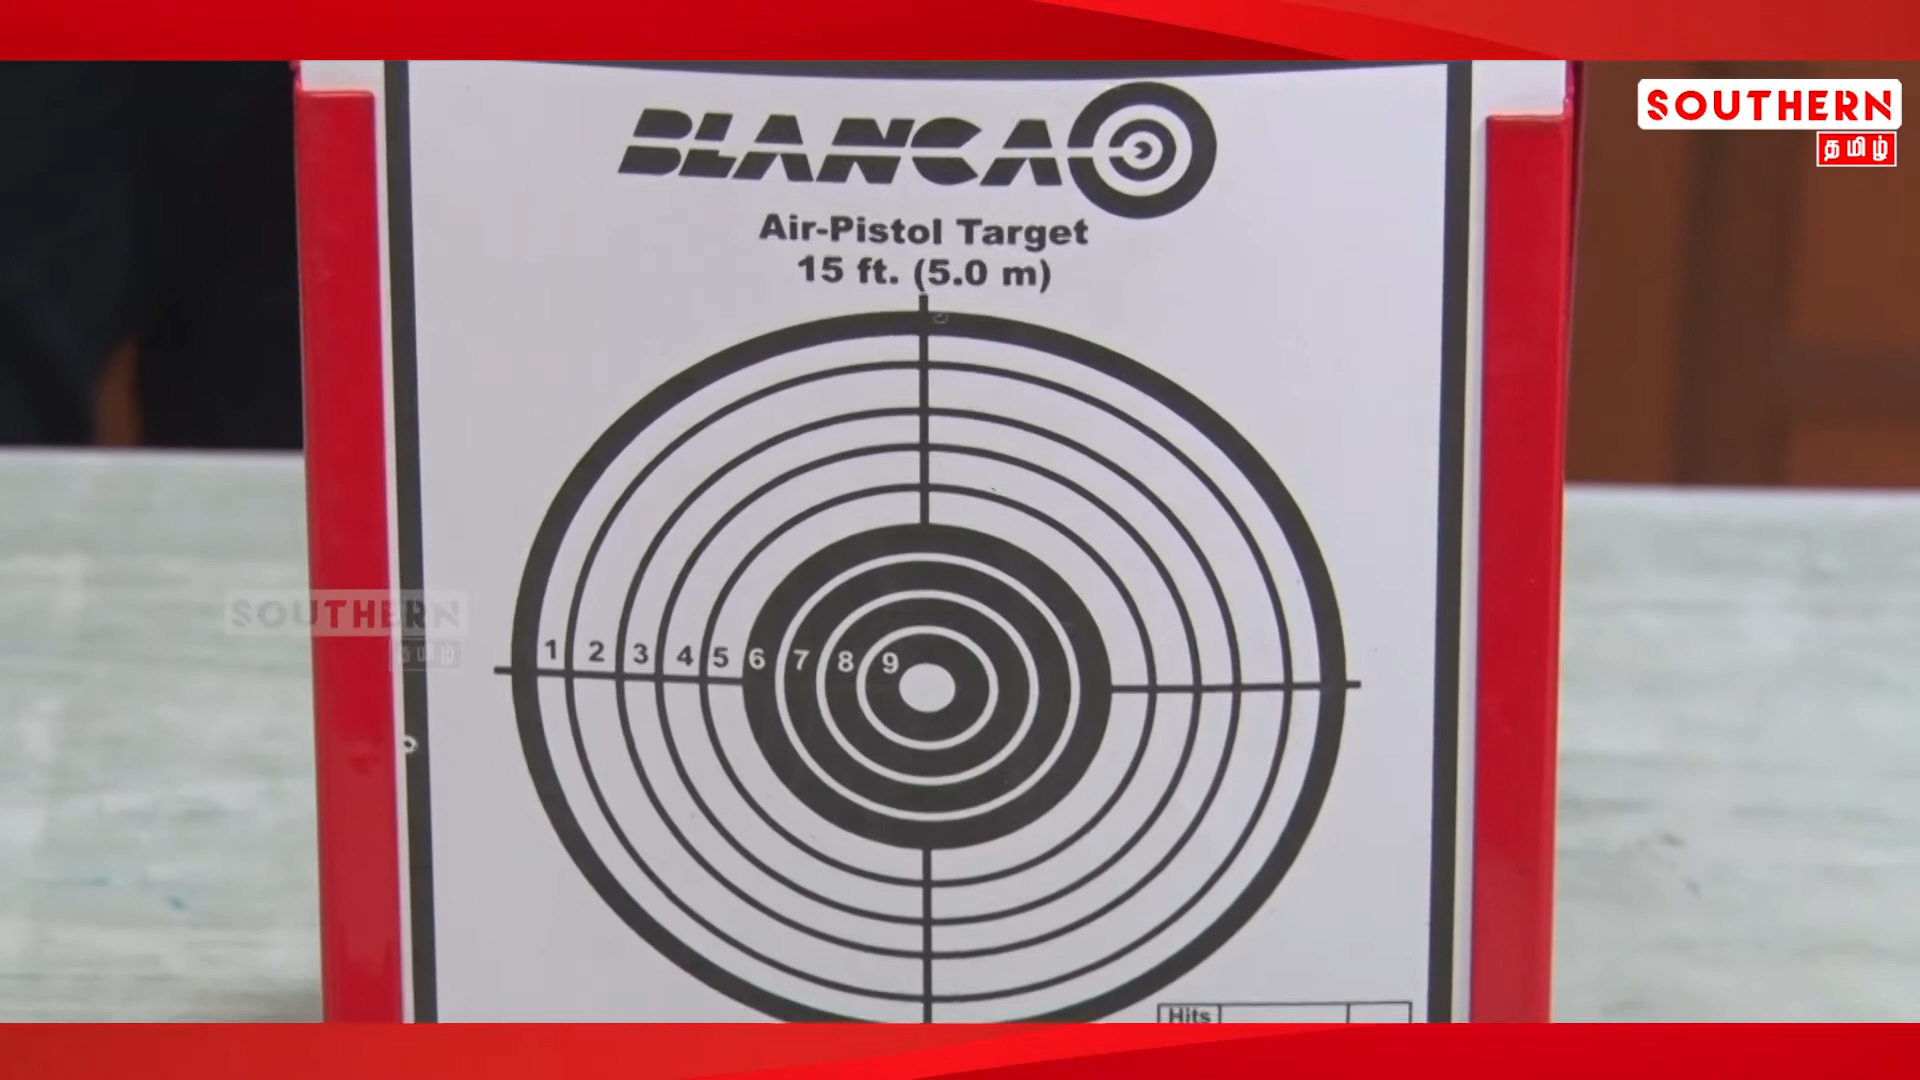 SOUTHERN
தமிழ்
BLANCA
Air-Pistol Target
15 ft. (5.0 m)
SOUTHERN
தமிழ்
1 2 3 4 5 6 7 8 9
Hits